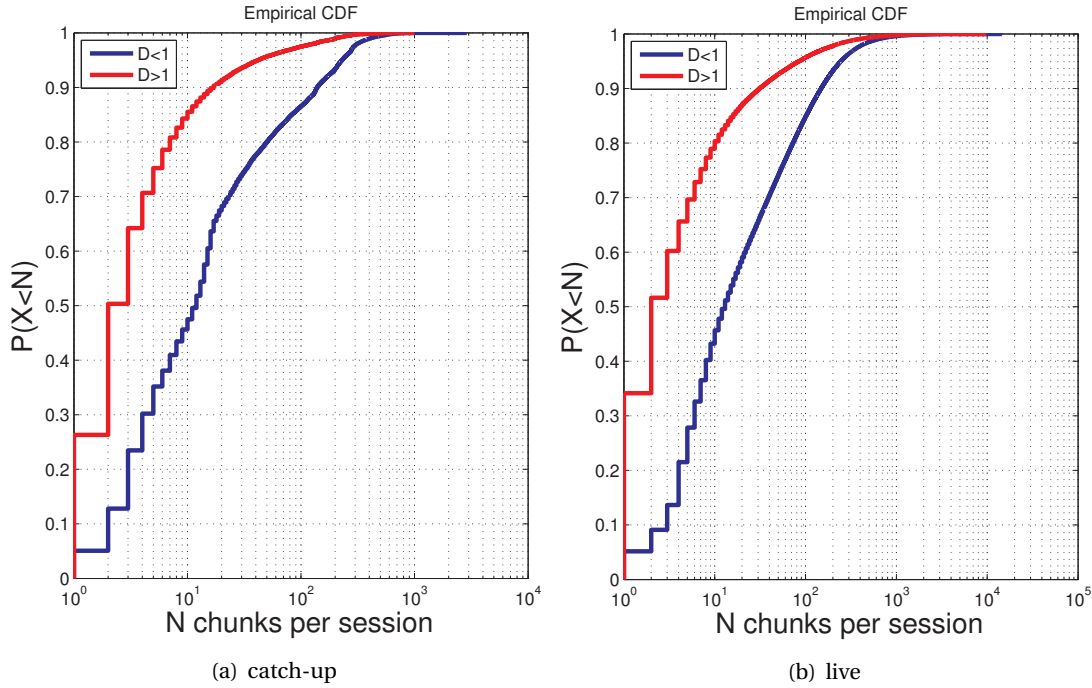 Empirical CDF
D<1
D>1
P(X<N)
1
0.9
0.8
0.7
0.6
0.5
0.4
0.3
0.2
0.1
0
10^0
10^1
10^2
10^3
10^4
N chunks per session
(a) catch-up
Empirical CDF
D<1
D>1
P(X<N)
1
0.9
0.8
0.7
0.6
0.5
0.4
0.3
0.2
0.1
0
10^0
10^1
10^2
10^3
10^4
10^5
N chunks per session
(b) live